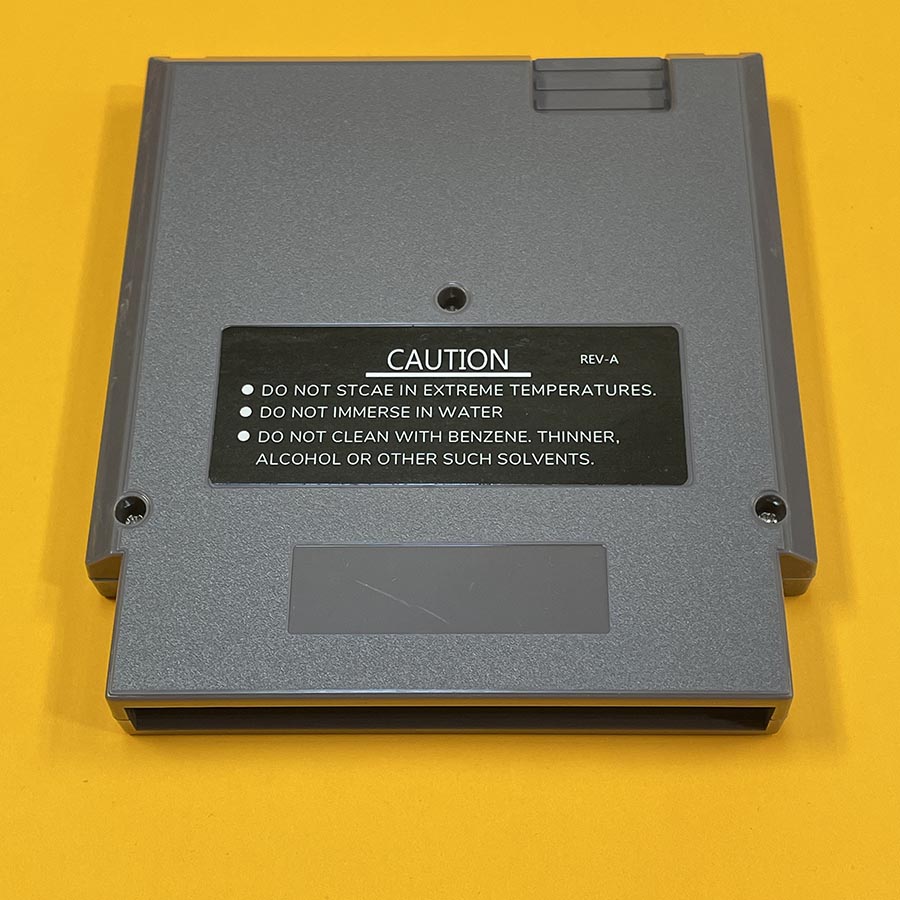 CAUTION REV-A
● DO NOT STCAE IN EXTREME TEMPERATURES.
● DO NOT IMMERSE IN WATER
● DO NOT CLEAN WITH BENZENE. THINNER,
ALCOHOL OR OTHER SUCH SOLVENTS.